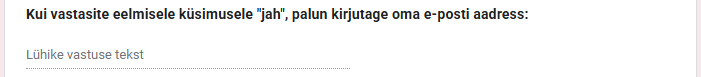 Kui vastasite eelmisele küsimusele "jah", palun kirjutage oma e-posti aadress:
Lühike vastuse tekst